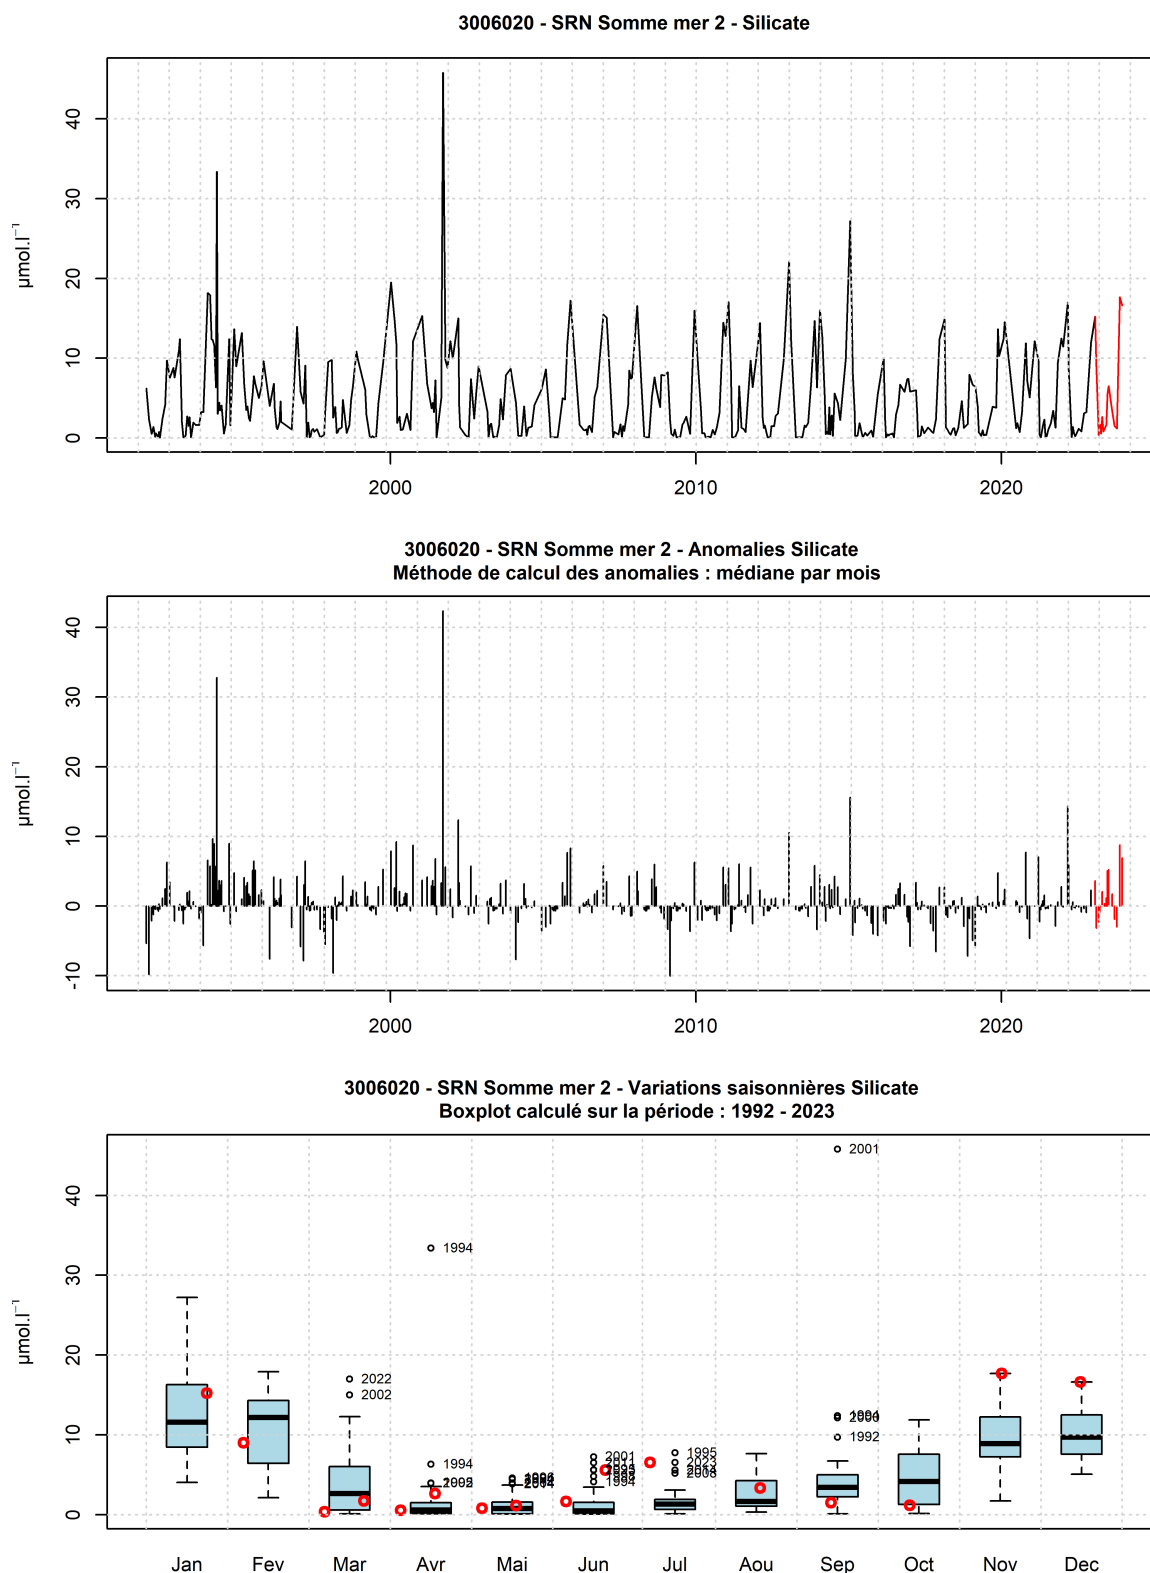 3006020 - SRN Somme mer 2 - Silicate
µmol.l⁻¹
40
30
20
10
0
2000
2010
2020
3006020 - SRN Somme mer 2 - Anomalies Silicate
Méthode de calcul des anomalies : médiane par mois
µmol.l⁻¹
40
30
20
10
0
-10
2000
2010
2020
3006020 - SRN Somme mer 2 - Variations saisonnières Silicate
Boxplot calculé sur la période : 1992 - 2023
µmol.l⁻¹
40
30
20
10
0
2001
1994
2022
2002
1992
1994
2001
1994
1995
2023
2008
Jan
Fev
Mar
Avr
Mai
Jun
Jul
Aou
Sep
Oct
Nov
Dec